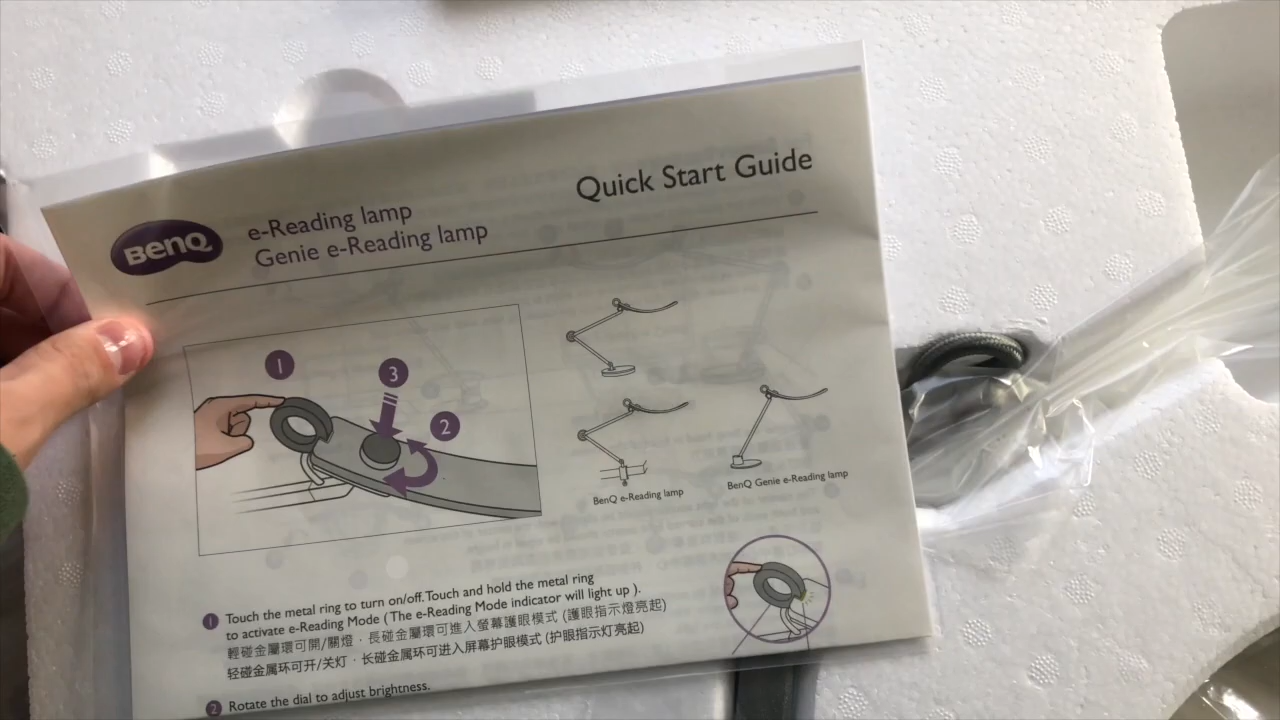 BenQ
e-Reading lamp
Genie e-Reading lamp
Quick Start Guide
1
3
2
BenQ e-Reading lamp
BenQ Genie e-Reading lamp
1 Touch the metal ring to turn on/off. Touch and hold the metal ring
to activate e-Reading Mode ( The e-Reading Mode indicator will light up ).
輕碰金屬環可開/關燈，長碰金屬環可進入螢幕護眼模式 (護眼指示燈亮起)
轻碰金属环可开/关灯，长碰金属环可进入屏幕护眼模式 (护眼指示灯亮起)
2 Rotate the dial to adjust brightness.